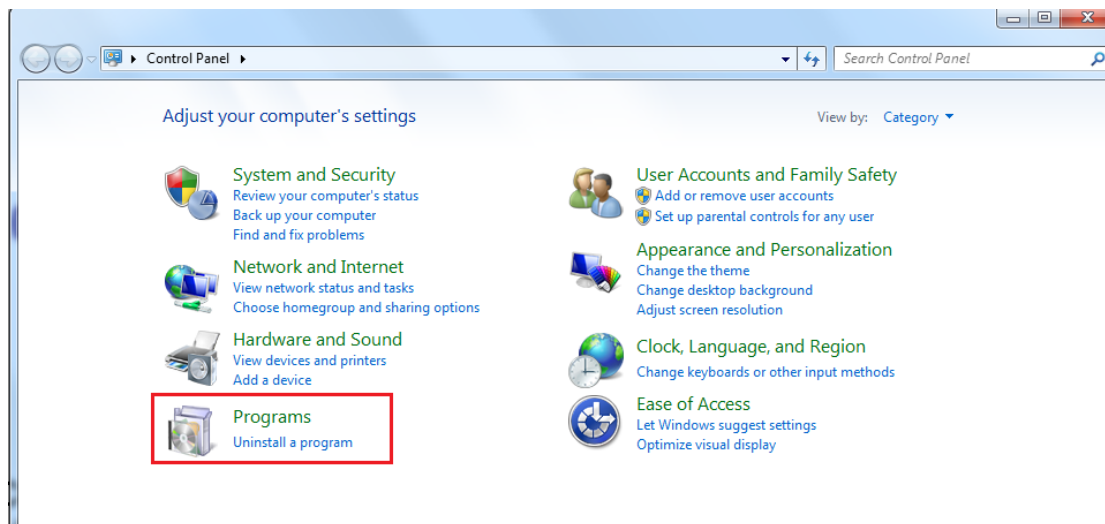 Control Panel
Search Control Panel
Adjust your computer's settings
View by: Category
System and Security
Review your computer's status
Back up your computer
Find and fix problems
Network and Internet
View network status and tasks
Choose homegroup and sharing options
Hardware and Sound
View devices and printers
Add a device
Programs
Uninstall a program
User Accounts and Family Safety
Add or remove user accounts
Set up parental controls for any user
Appearance and Personalization
Change the theme
Change desktop background
Adjust screen resolution
Clock, Language, and Region
Change keyboards or other input methods
Ease of Access
Let Windows suggest settings
Optimize visual display